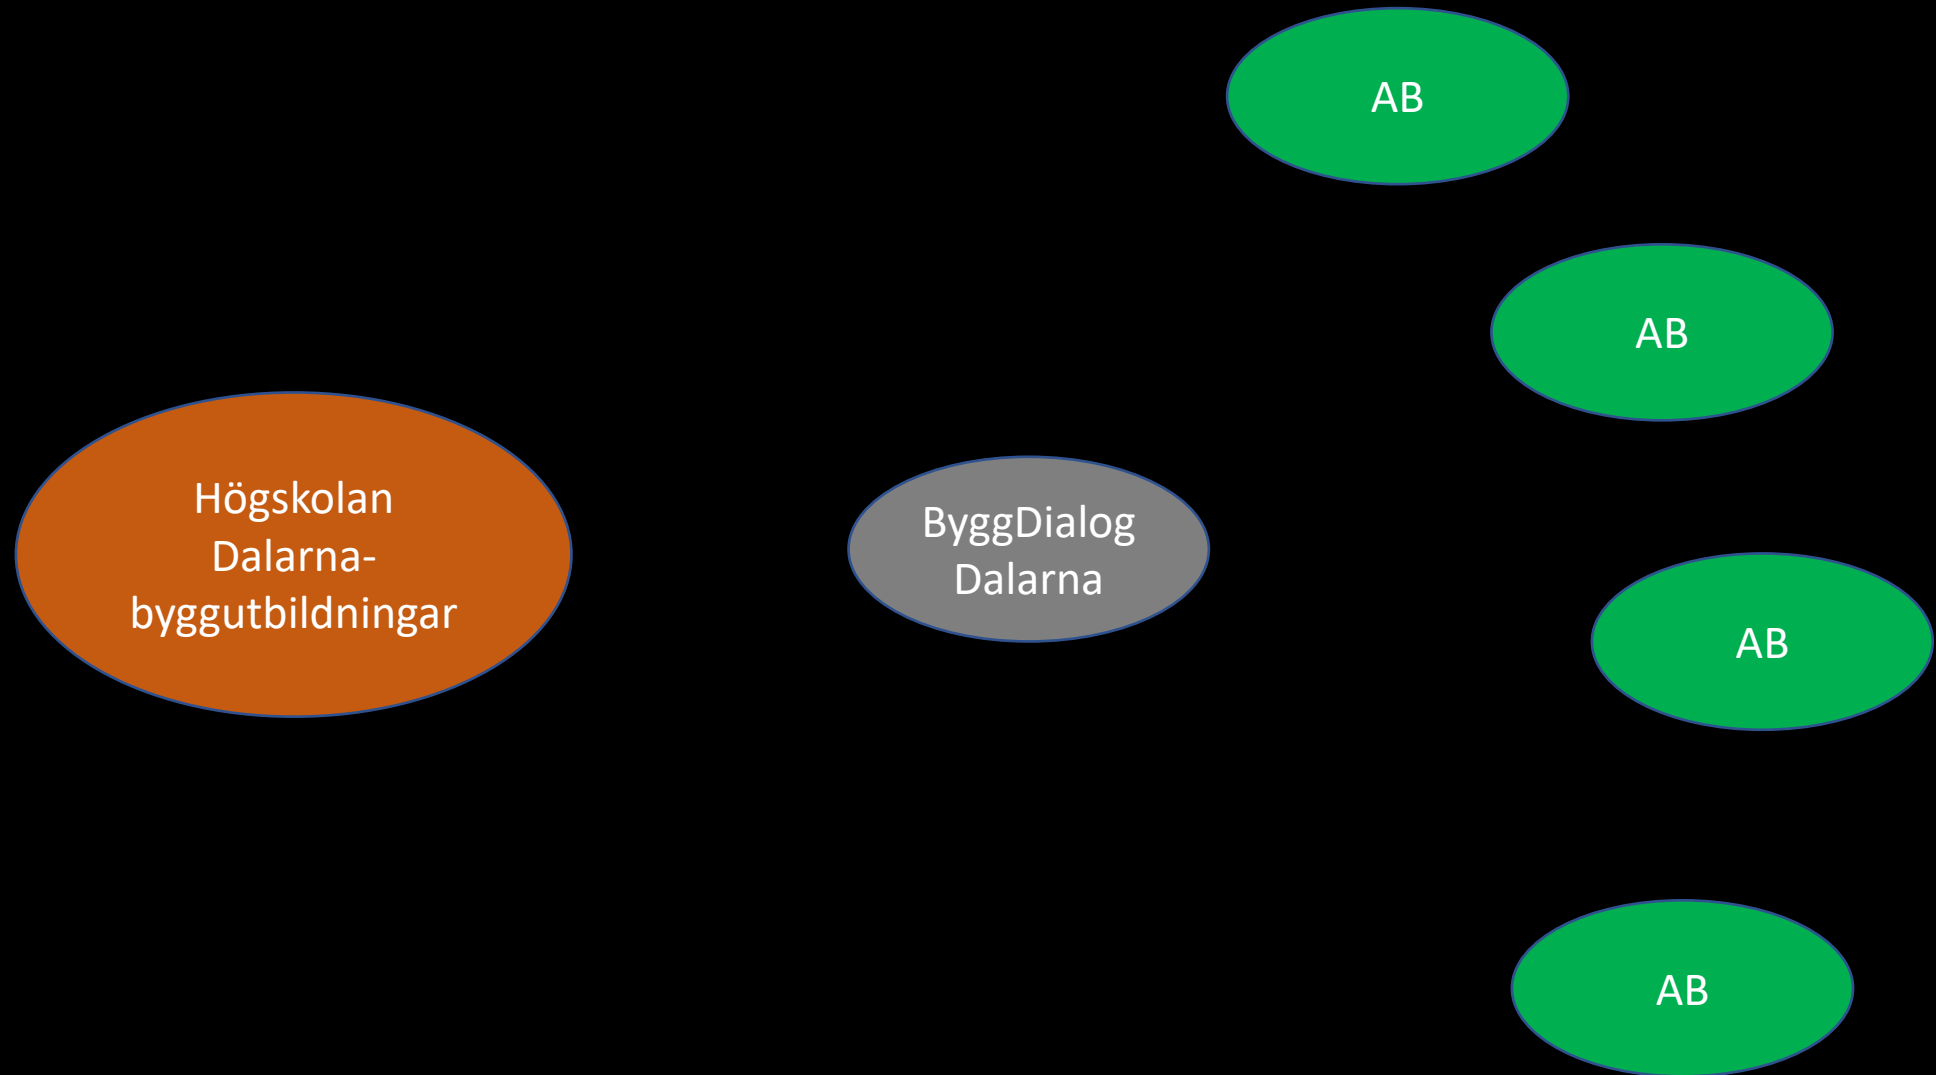 AB
AB
Högskolan
Dalarna-
byggutbildningar
ByggDialog
Dalarna
AB
AB